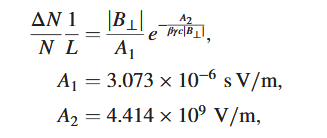 ΔN 1 / N L = |B⊥| / A₁ e^(−A₂ / βγc|B⊥|),
A₁ = 3.073 × 10⁻⁶ s V/m,
A₂ = 4.414 × 10⁹ V/m,